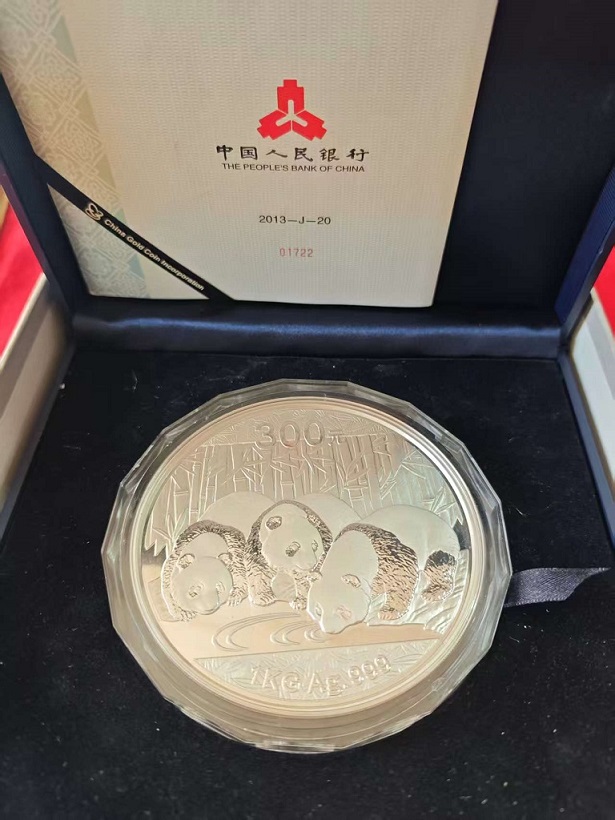 中国人民银行
THE PEOPLE'S BANK OF CHINA
2013-J-20
01722
China Gold Coin Incorporation
300元
1KG Ag .999